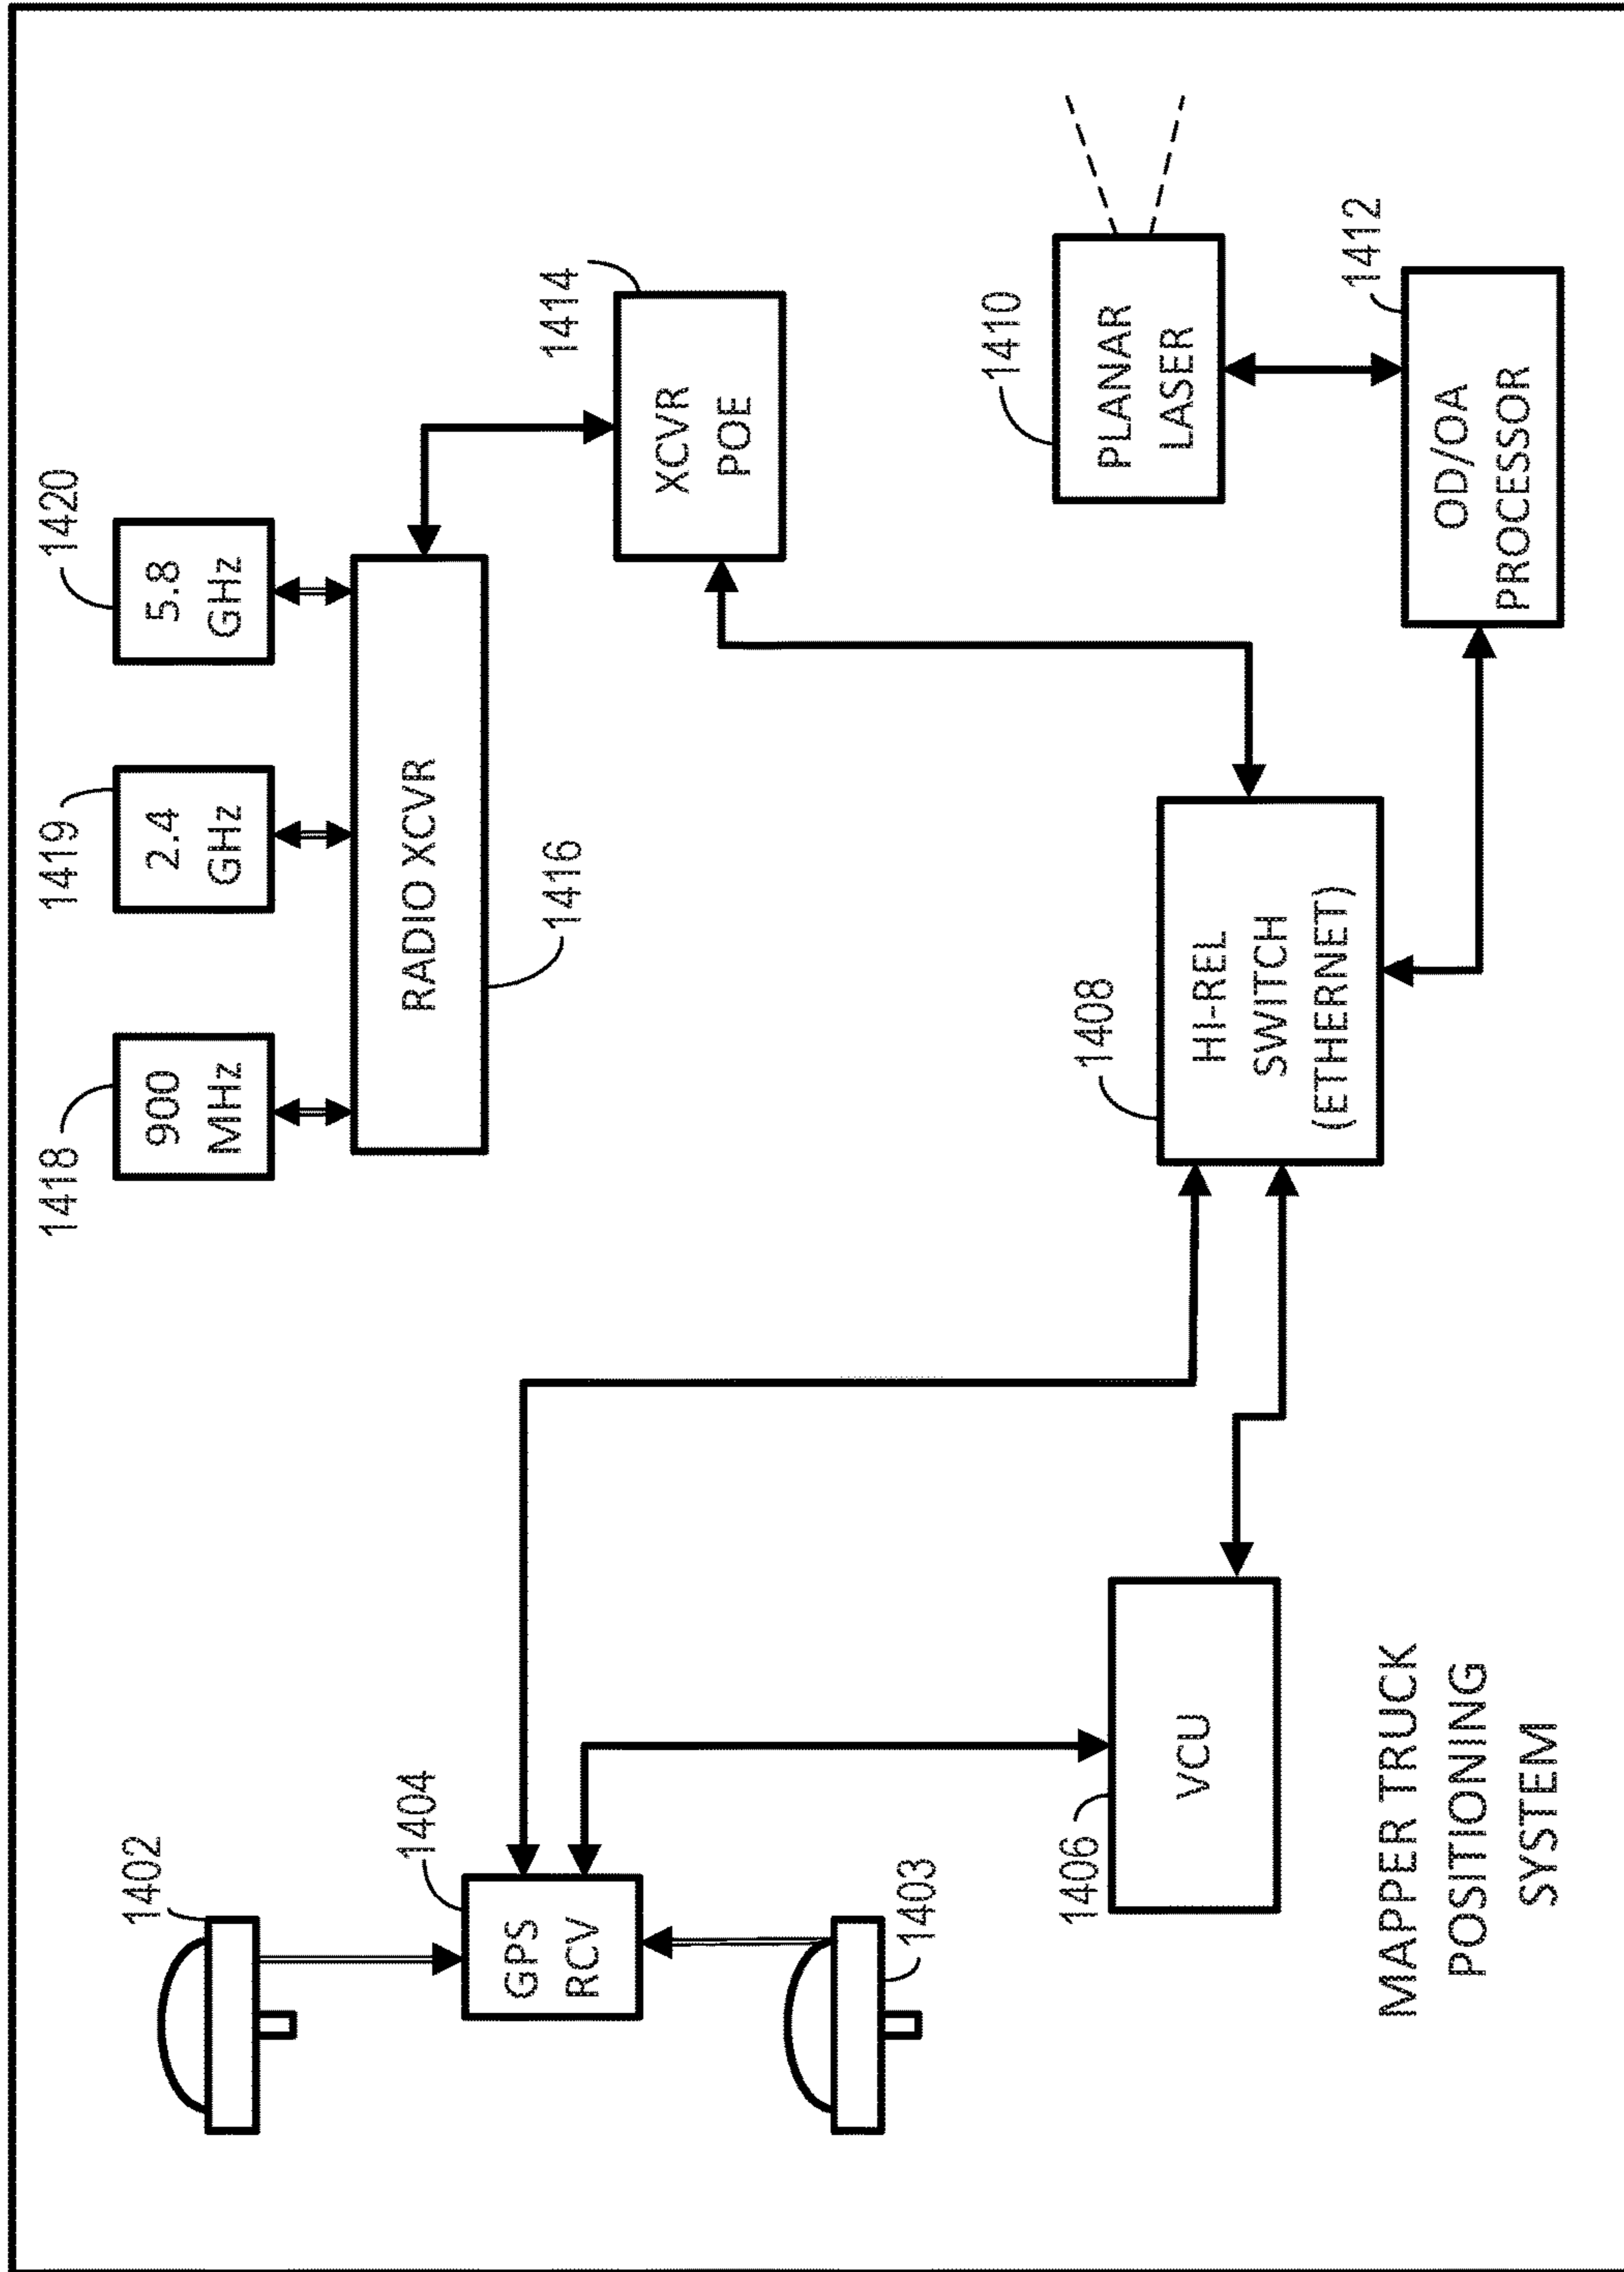 1402
1404
GPS
RCV
1403
1406
VCU
MAPPER TRUCK
POSITIONING
SYSTEM
1418
900
MHz
1419
2.4
GHz
1420
5.8
GHz
RADIO XCVR
1416
1414
XCVR
POE
1408
HI-REL
SWITCH
(ETHERNET)
1410
PLANAR
LASER
1412
OD/OA
PROCESSOR